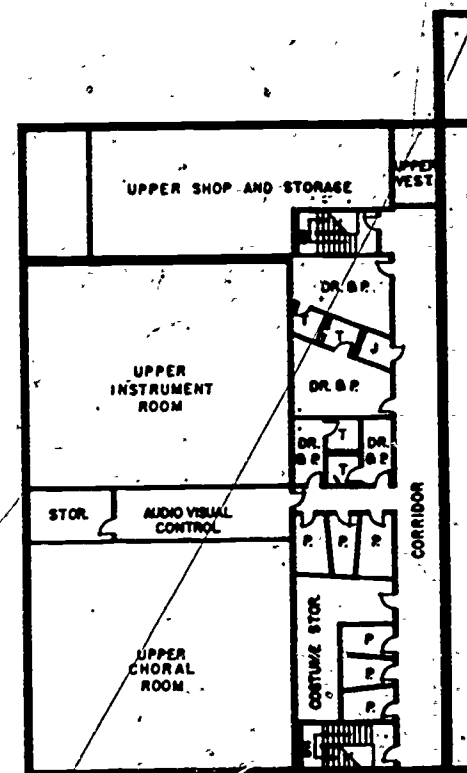 UPPER
VEST.
UPPER SHOP AND STORAGE
DR. & P.
T
T
J
UPPER
INSTRUMENT
ROOM
DR. & P.
DR.
& P.
T
DR.
& P.
T
STOR.
AUDIO VISUAL
CONTROL
P.
P.
P.
CORRIDOR
COSTUME STOR.
P.
P.
P.
UPPER
CHORAL
ROOM